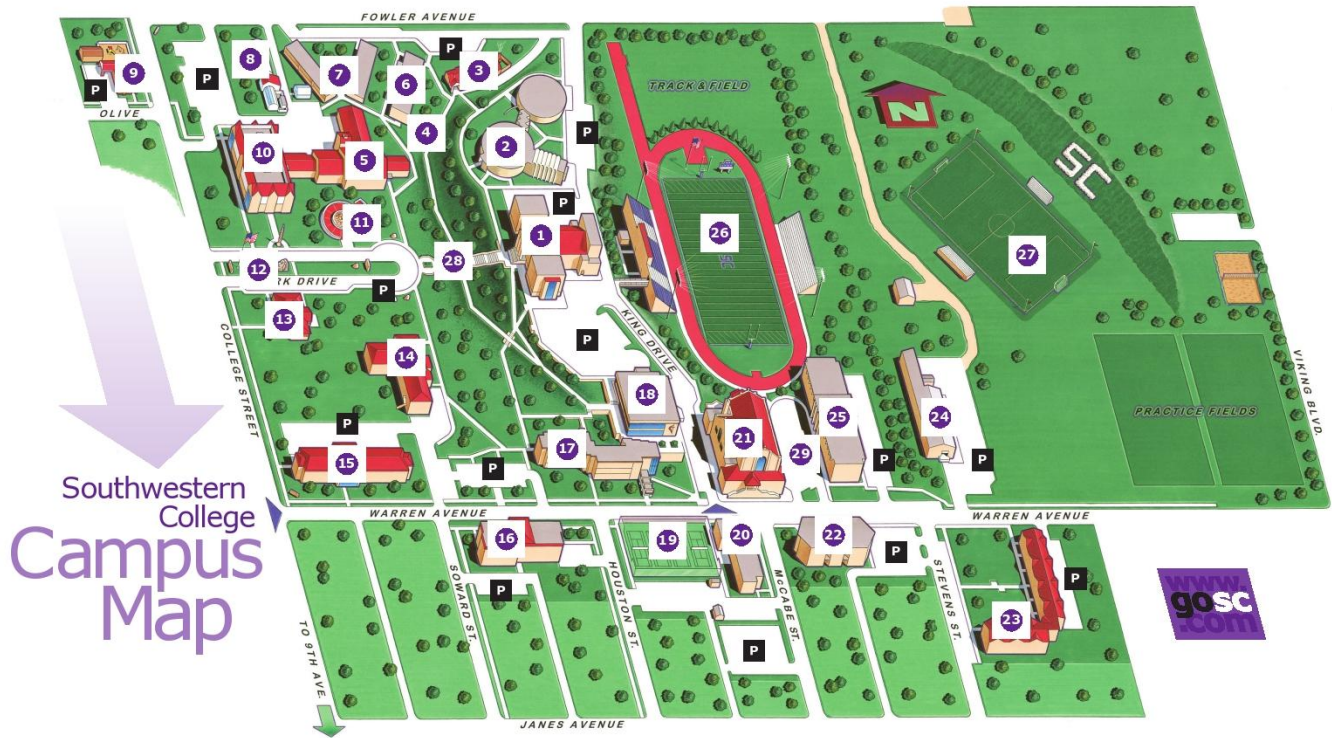 FOWLER AVENUE
P
3
8
7
6
9
P
TRACK & FIELD
P
OLIVE
4
P
N
2
10
5
SC
P
11
1
26
28
12
27
RK DRIVE
P
13
KING DRIVE
P
COLLEGE STREET
14
VIKING BLVD.
18
PRACTICE FIELDS
25
24
P
21
17
15
29
P
P
P
Southwestern
College
Campus
Map
WARREN AVENUE
WARREN AVENUE
16
19
20
22
P
SOWARD ST.
HOUSTON ST.
McCABE ST.
STEVENS ST.
P
P
23
www.
gosc
.com
TO 9TH AVE.
P
JANES AVENUE